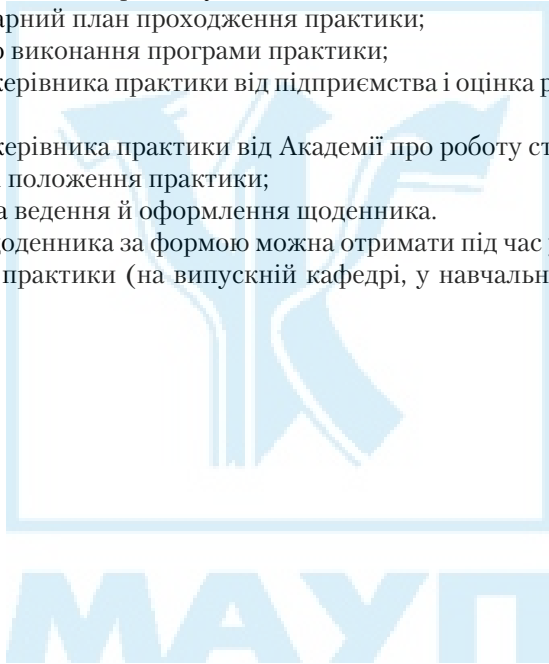 арний план проходження практики;
о виконання програми практики;
керівника практики від підприємства і оцінка р
керівника практики від Академії про роботу ст
і положення практики;
а ведення й оформлення щоденника.
щоденника за формою можна отримати під час
практики (на випускній кафедрі, у навчальн
МАУП